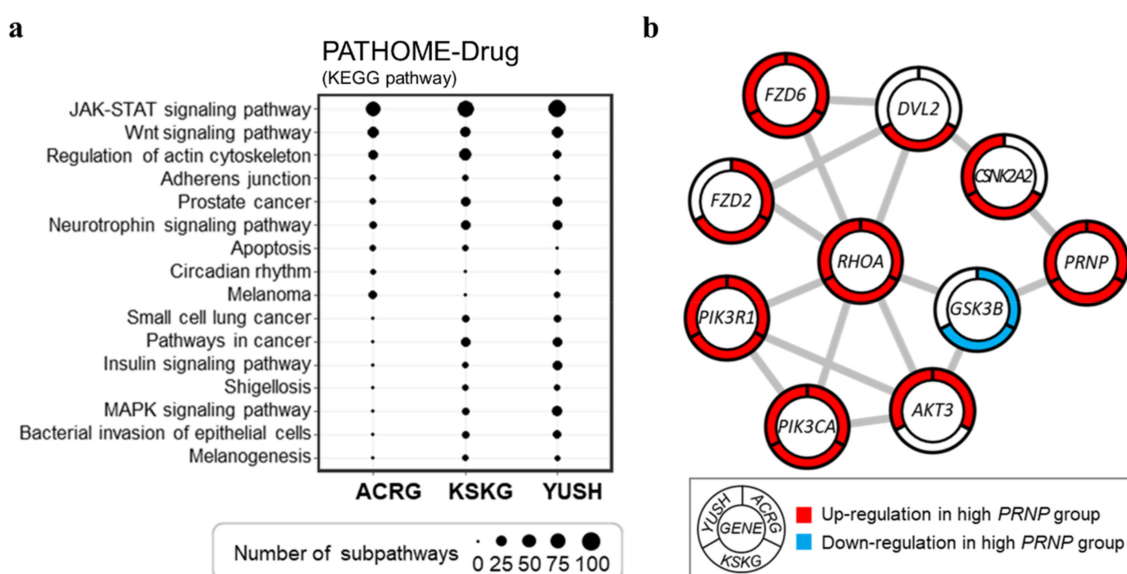 a
PATHOME-Drug
(KEGG pathway)
JAK-STAT signaling pathway
Wnt signaling pathway
Regulation of actin cytoskeleton
Adherens junction
Prostate cancer
Neurotrophin signaling pathway
Apoptosis
Circadian rhythm
Melanoma
Small cell lung cancer
Pathways in cancer
Insulin signaling pathway
Shigellosis
MAPK signaling pathway
Bacterial invasion of epithelial cells
Melanogenesis
ACRG KSKG YUSH
Number of subpathways
0 25 50 75 100
b
FZD6
DVL2
CSNK2A2
FZD2
RHOA
PRNP
GSK3B
PIK3R1
AKT3
PIK3CA
YUSH
ACRG
GENE
KSKG
Up-regulation in high PRNP group
Down-regulation in high PRNP group